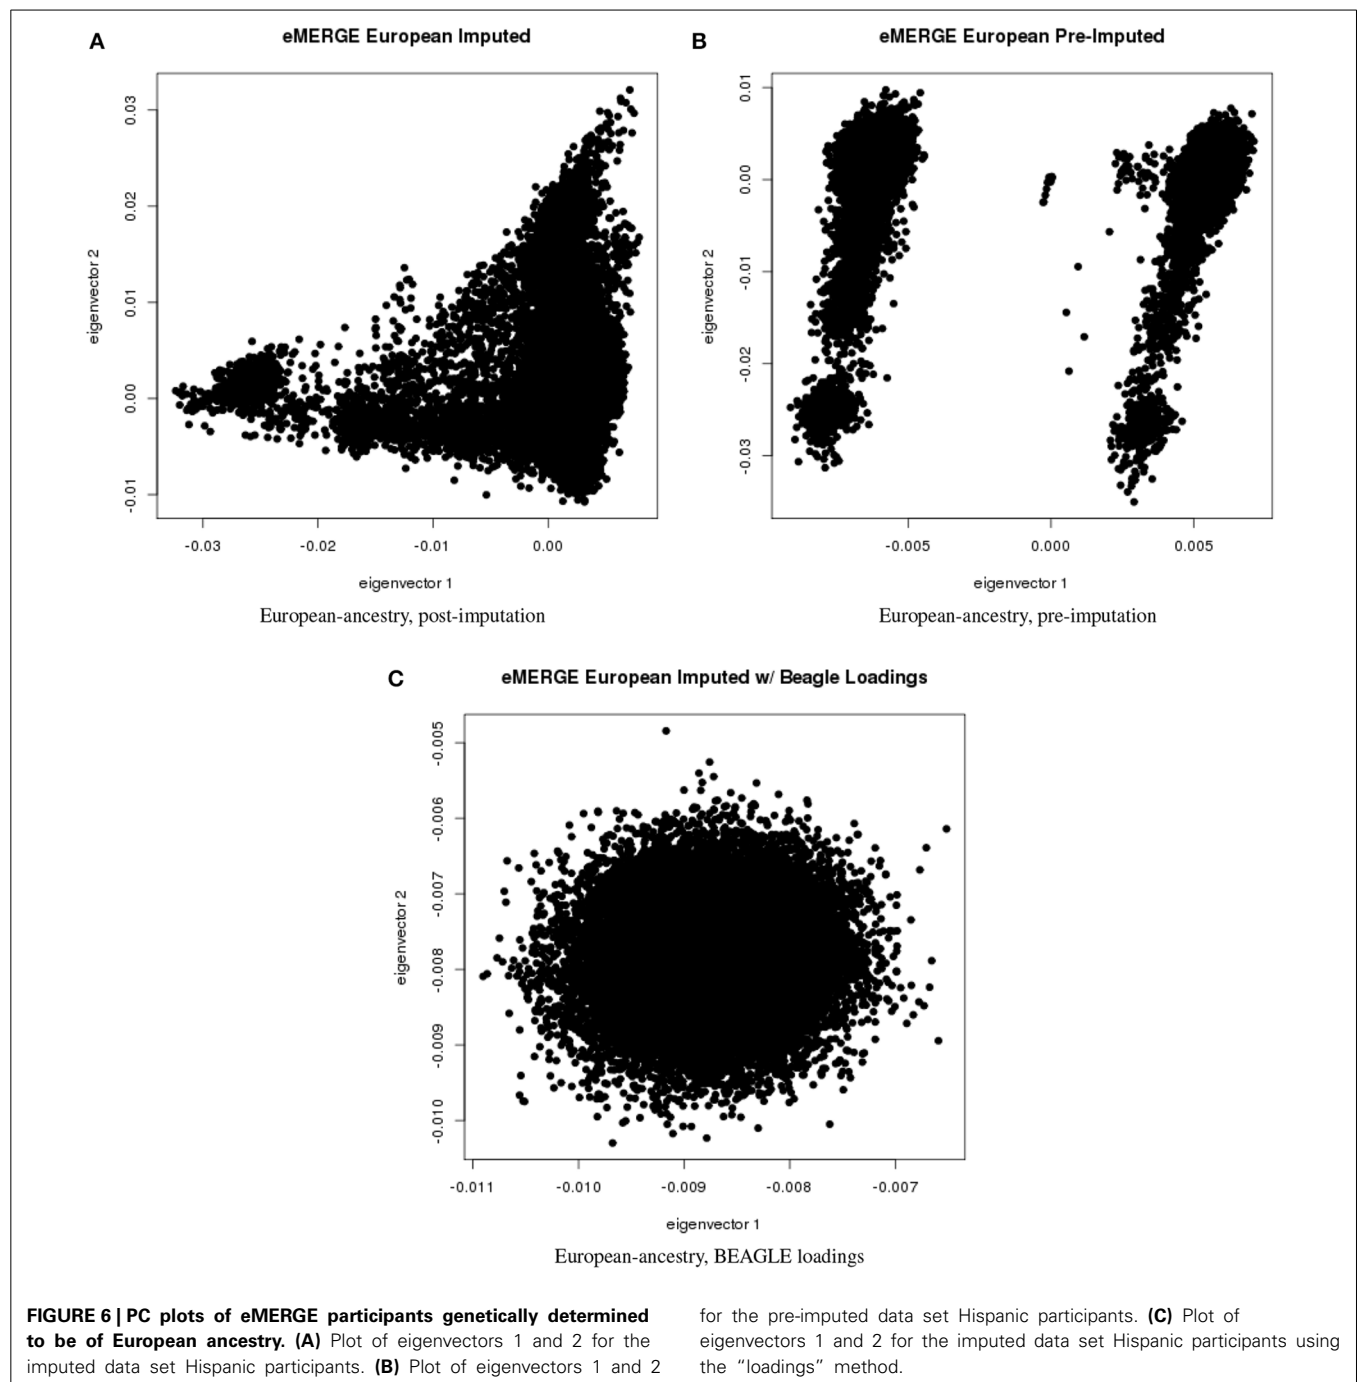 A
eMERGE European Imputed
0.03
0.02
0.01
0.00
-0.01
eigenvector 2
-0.03
-0.02
-0.01
0.00
eigenvector 1
European-ancestry, post-imputation
B
eMERGE European Pre-Imputed
0.01
0.00
-0.01
-0.02
-0.03
eigenvector 2
-0.005
0.000
0.005
eigenvector 1
European-ancestry, pre-imputation
C
eMERGE European Imputed w/ Beagle Loadings
-0.005
-0.006
-0.007
-0.008
-0.009
-0.010
eigenvector 2
-0.011
-0.010
-0.009
-0.008
-0.007
eigenvector 1
European-ancestry, BEAGLE loadings
FIGURE 6 | PC plots of eMERGE participants genetically determined
to be of European ancestry. (A) Plot of eigenvectors 1 and 2 for the
imputed data set Hispanic participants. (B) Plot of eigenvectors 1 and 2
for the pre-imputed data set Hispanic participants. (C) Plot of
eigenvectors 1 and 2 for the imputed data set Hispanic participants using
the “loadings” method.